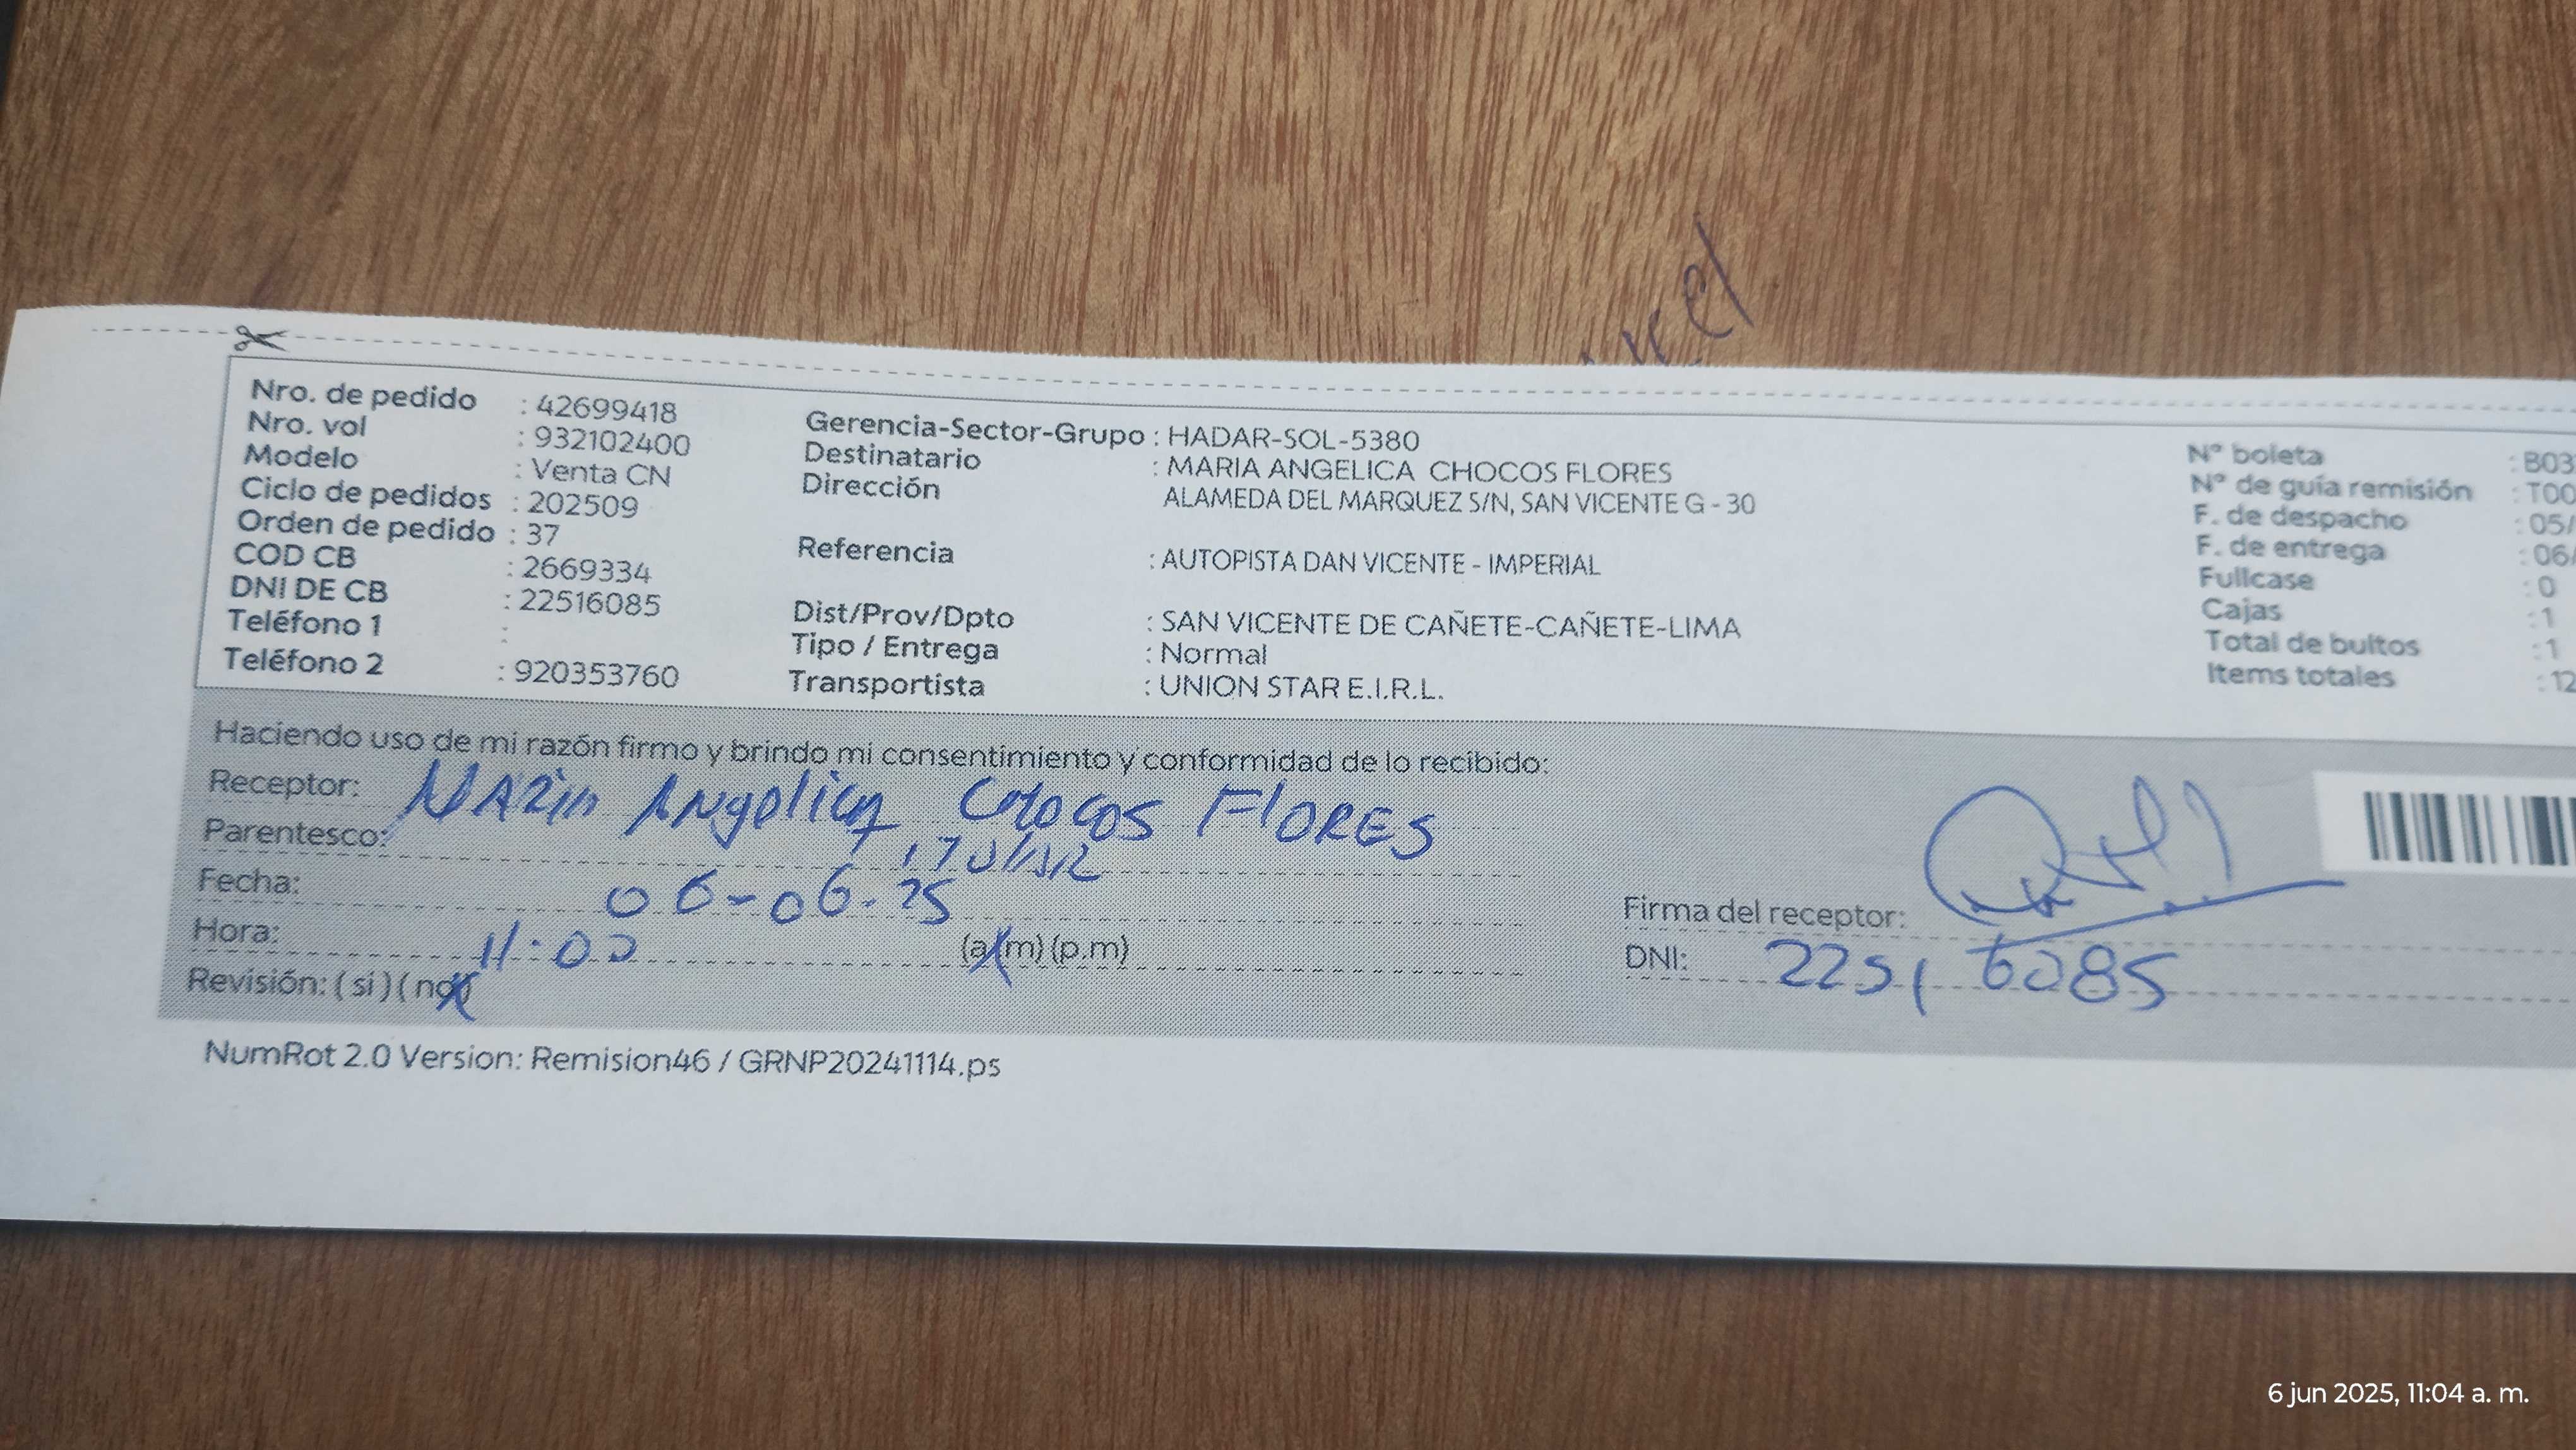 Nro. de pedido : 42699418
Nro. vol : 932102400
Modelo : Venta CN
Ciclo de pedidos : 202509
Orden de pedido : 37
COD CB : 2669334
DNI DE CB : 22516085
Teléfono 1 :
Teléfono 2 : 920353760
Gerencia-Sector-Grupo : HADAR-SOL-5380
Destinatario : MARIA ANGELICA CHOCOS FLORES
Dirección ALAMEDA DEL MARQUEZ S/N, SAN VICENTE G - 30
Referencia : AUTOPISTA DAN VICENTE - IMPERIAL
Dist/Prov/Dpto : SAN VICENTE DE CAÑETE-CAÑETE-LIMA
Tipo / Entrega : Normal
Transportista : UNION STAR E.I.R.L.
N° boleta : B03
N° de guía remisión : T00
F. de despacho : 05/
F. de entrega : 06/
Fullcase : 0
Cajas : 1
Total de bultos : 1
Items totales : 12
Haciendo uso de mi razón firmo y brindo mi consentimiento y conformidad de lo recibido:
Receptor: MARIA ANgelica CHOCOS FLORES
Parentesco:
Fecha: 06-06-25
Hora: 11:00 (a.m) (p.m)
Revisión: ( si ) ( no )
Firma del receptor:
DNI: 22516085
NumRot 2.0 Version: Remision46 / GRNP20241114.ps
6 jun 2025, 11:04 a. m.